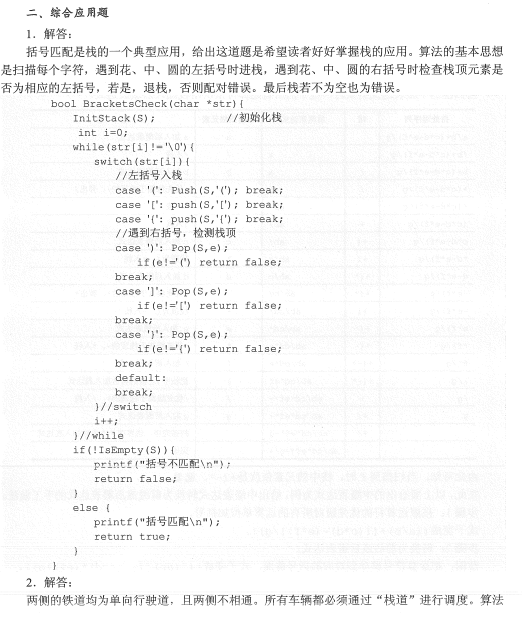 二、综合应用题
1. 解答:
括号匹配是栈的一个典型应用，给出这道题是希望读者好好掌握栈的应用。算法的基本思想
是扫描每个字符，遇到花、中、圆的左括号时进栈，遇到花、中、圆的右括号时检查栈顶元素是
否为相应的左括号，若是，退栈，否则配对错误。最后栈若不为空也为错误。
bool BracketsCheck(char *str){
InitStack(S); //初始化栈
int i=0;
while(str[i]!='\0'){
switch(str[i]){
//左括号入栈
case '(': Push(S,'('); break;
case '[': push(S,'['); break;
case '{': push(S,'{'); break;
//遇到右括号，检测栈顶
case ')': Pop(S,e);
if(e!='(') return false;
break;
case ']': Pop(S,e);
if(e!='[') return false;
break;
case '}': Pop(S,e);
if(e!='{') return false;
break;
default:
break;
}//switch
i++;
}//while
if(!IsEmpty(S)){
printf("括号不匹配\n");
return false;
}
else {
printf("括号匹配\n");
return true;
}
}
2. 解答:
两侧的铁道均为单向行驶道，且两侧不相通。所有车辆都必须通过“栈道”进行调度。算法